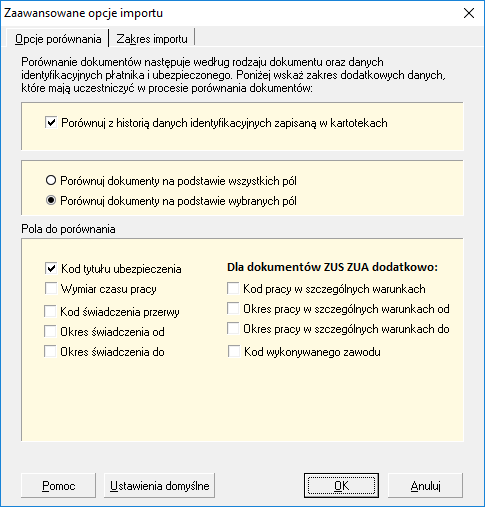 Zaawansowane opcje importu
Opcje porównania
Zakres importu
Porównanie dokumentów następuje według rodzaju dokumentu oraz danych
identyfikacyjnych płatnika i ubezpieczonego. Poniżej wskaż zakres dodatkowych danych,
które mają uczestniczyć w procesie porównania dokumentów:
Porównuj z historią danych identyfikacyjnych zapisaną w kartotekach
Porównuj dokumenty na podstawie wszystkich pól
Porównuj dokumenty na podstawie wybranych pól
Pola do porównania
Kod tytułu ubezpieczenia
Wymiar czasu pracy
Kod świadczenia przerwy
Okres świadczenia od
Okres świadczenia do
Dla dokumentów ZUS ZUA dodatkowo:
Kod pracy w szczególnych warunkach
Okres pracy w szczególnych warunkach od
Okres pracy w szczególnych warunkach do
Kod wykonywanego zawodu
Pomoc
Ustawienia domyślne
OK
Anuluj